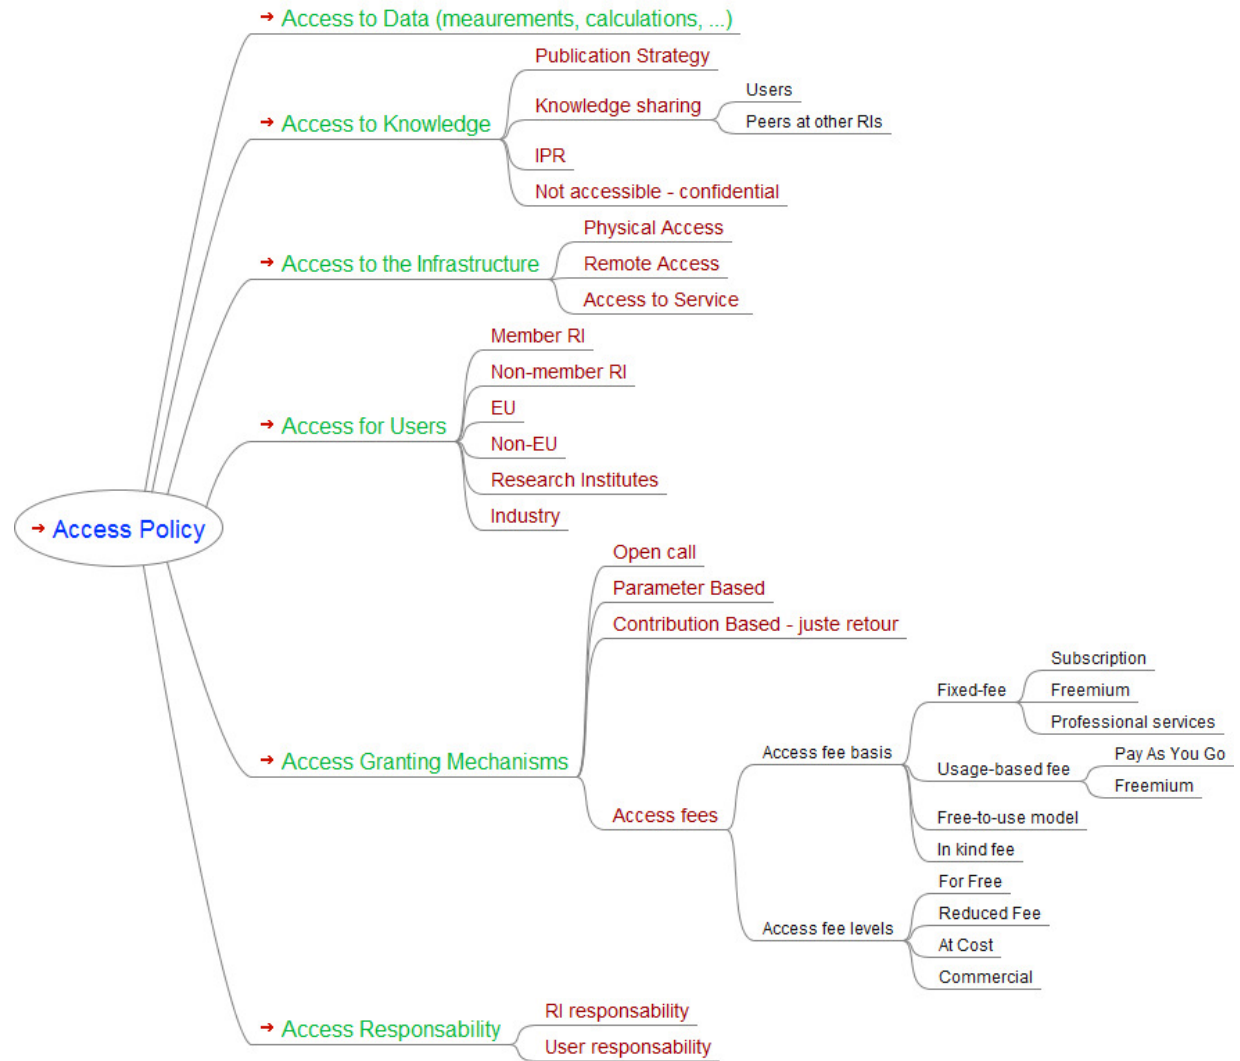 Access Policy
Access to Data (meaurements, calculations, ...)
Access to Knowledge
Publication Strategy
Knowledge sharing
Users
Peers at other RIs
IPR
Not accessible - confidential
Access to the Infrastructure
Physical Access
Remote Access
Access to Service
Access for Users
Member RI
Non-member RI
EU
Non-EU
Research Institutes
Industry
Access Granting Mechanisms
Open call
Parameter Based
Contribution Based - juste retour
Access fees
Access fee basis
Fixed-fee
Subscription
Freemium
Professional services
Usage-based fee
Pay As You Go
Freemium
Free-to-use model
In kind fee
Access fee levels
For Free
Reduced Fee
At Cost
Commercial
Access Responsability
RI responsability
User responsability